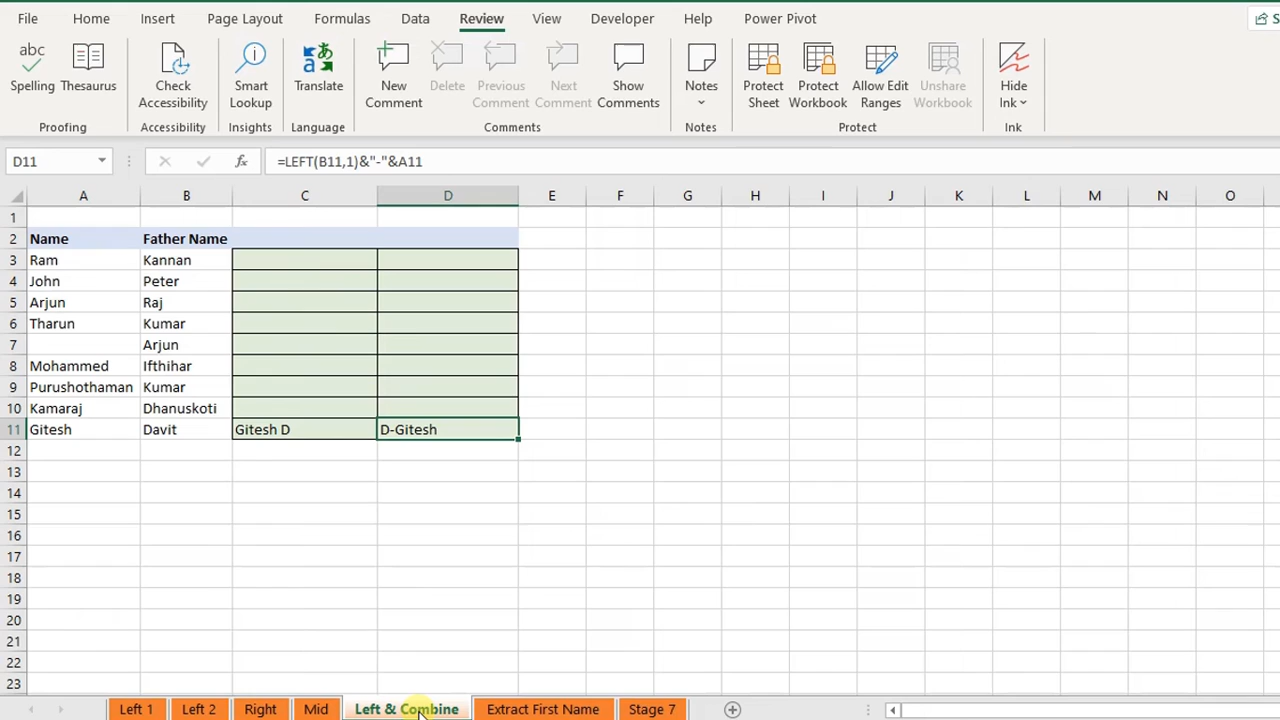 File Home Insert Page Layout Formulas Data Review View Developer Help Power Pivot S
abc
Spelling Thesaurus Check Accessibility Smart Lookup Translate New Comment Delete Previous Comment Next Comment Show Comments Notes Protect Sheet Protect Workbook Allow Edit Ranges Unshare Workbook Hide Ink
Proofing Accessibility Insights Language Comments Notes Protect Ink
D11 fx =LEFT(B11,1)&"-"&A11
A B C D E F G H I J K L M N O
1
2 Name Father Name
3 Ram Kannan
4 John Peter
5 Arjun Raj
6 Tharun Kumar
7 Arjun
8 Mohammed Ifthihar
9 Purushothaman Kumar
10 Kamaraj Dhanuskoti
11 Gitesh Davit Gitesh D D-Gitesh
12
13
14
15
16
17
18
19
20
21
22
23
Left 1 Left 2 Right Mid Left & Combine Extract First Name Stage 7